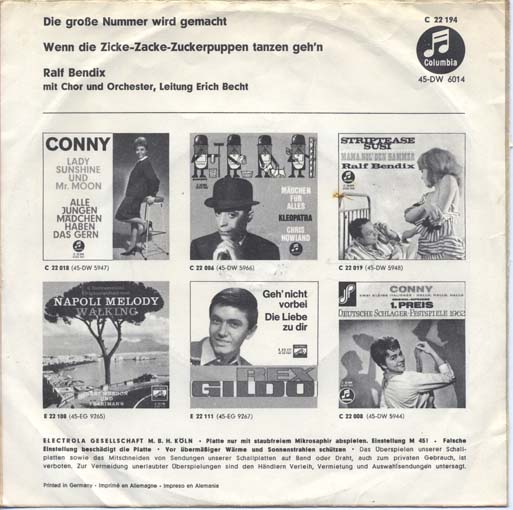 Die große Nummer wird gemacht
C 22 194
Wenn die Zicke-Zacke-Zuckerpuppen tanzen geh'n
Columbia
Ralf Bendix
45-DW 6014
mit Chor und Orchester, Leitung Erich Becht
CONNY
LADY
SUNSHINE
UND
Mr. MOON
ALLE
JUNGEN
MÄDCHEN
HABEN
DAS GERN
C 22 018 (45-DW 5947)
MÄDCHEN
FÜR
ALLES
KLEOPATRA
CHRIS
HOWLAND
C 22 086 (45-DW 5966)
STRIPTEASE
SUSI
MAMA, HOL' DEN HAMMER
Ralf Bendix
C 22 019 (45-DW 5948)
NAPOLI MELODY
WALKING
E 22 108 (45-EG 9265)
Geh' nicht
vorbei
Die Liebe
zu dir
REX
GILDO
E 22 111 (45-EG 9267)
CONNY
ZWEI KLEINE ITALIENER · HALLO, HALLO, HALLO
1. PREIS
DEUTSCHE SCHLAGER-FESTSPIELE 1962
C 22 008 (45-DW 5944)
ELECTROLA GESELLSCHAFT M. B. H. KÖLN · Platte nur mit staubfreiem Mikrosaphir abspielen. Einstellung M 45! · Falsche
Einstellung beschädigt die Platte · Vor übermäßiger Wärme und Sonnenstrahlen schützen · Das Überspielen unserer Schall-
platten sowie das Mitschneiden von Sendungen unserer Schallplatten auf Band oder Draht, auch zum privaten Gebrauch, ist
verboten. Zur Vermeidung unerlaubter Überspielungen sind den Händlern Verleih, Vermietung und Auswahlsendungen untersagt.
Printed in Germany · Imprimé en Allemagne · Impreso en Alemania